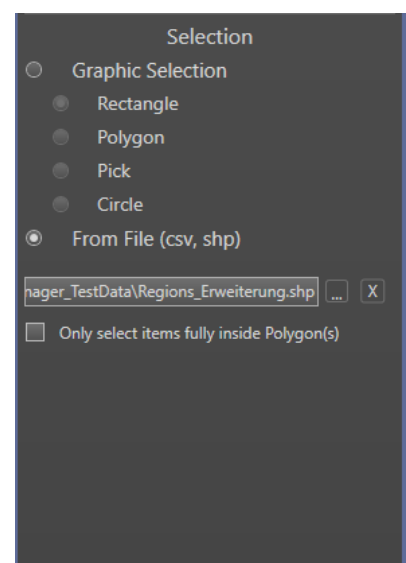 Selection
Graphic Selection
Rectangle
Polygon
Pick
Circle
From File (csv, shp)
nager_TestData\Regions_Erweiterung.shp ... X
Only select items fully inside Polygon(s)